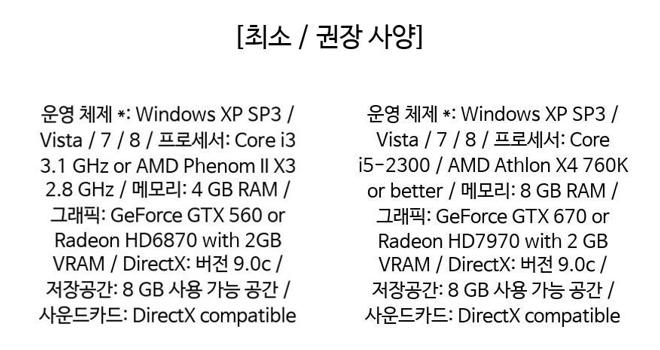 [최소 / 권장 사양]
운영 체제 *: Windows XP SP3 /
Vista / 7 / 8 / 프로세서: Core i3
3.1 GHz or AMD Phenom II X3
2.8 GHz / 메모리: 4 GB RAM /
그래픽: GeForce GTX 560 or
Radeon HD6870 with 2GB
VRAM / DirectX: 버전 9.0c /
저장공간: 8 GB 사용 가능 공간 /
사운드카드: DirectX compatible
운영 체제 *: Windows XP SP3 /
Vista / 7 / 8 / 프로세서: Core
i5-2300 / AMD Athlon X4 760K
or better / 메모리: 8 GB RAM /
그래픽: GeForce GTX 670 or
Radeon HD7970 with 2 GB
VRAM / DirectX: 버전 9.0c /
저장공간: 8 GB 사용 가능 공간 /
사운드카드: DirectX compatible